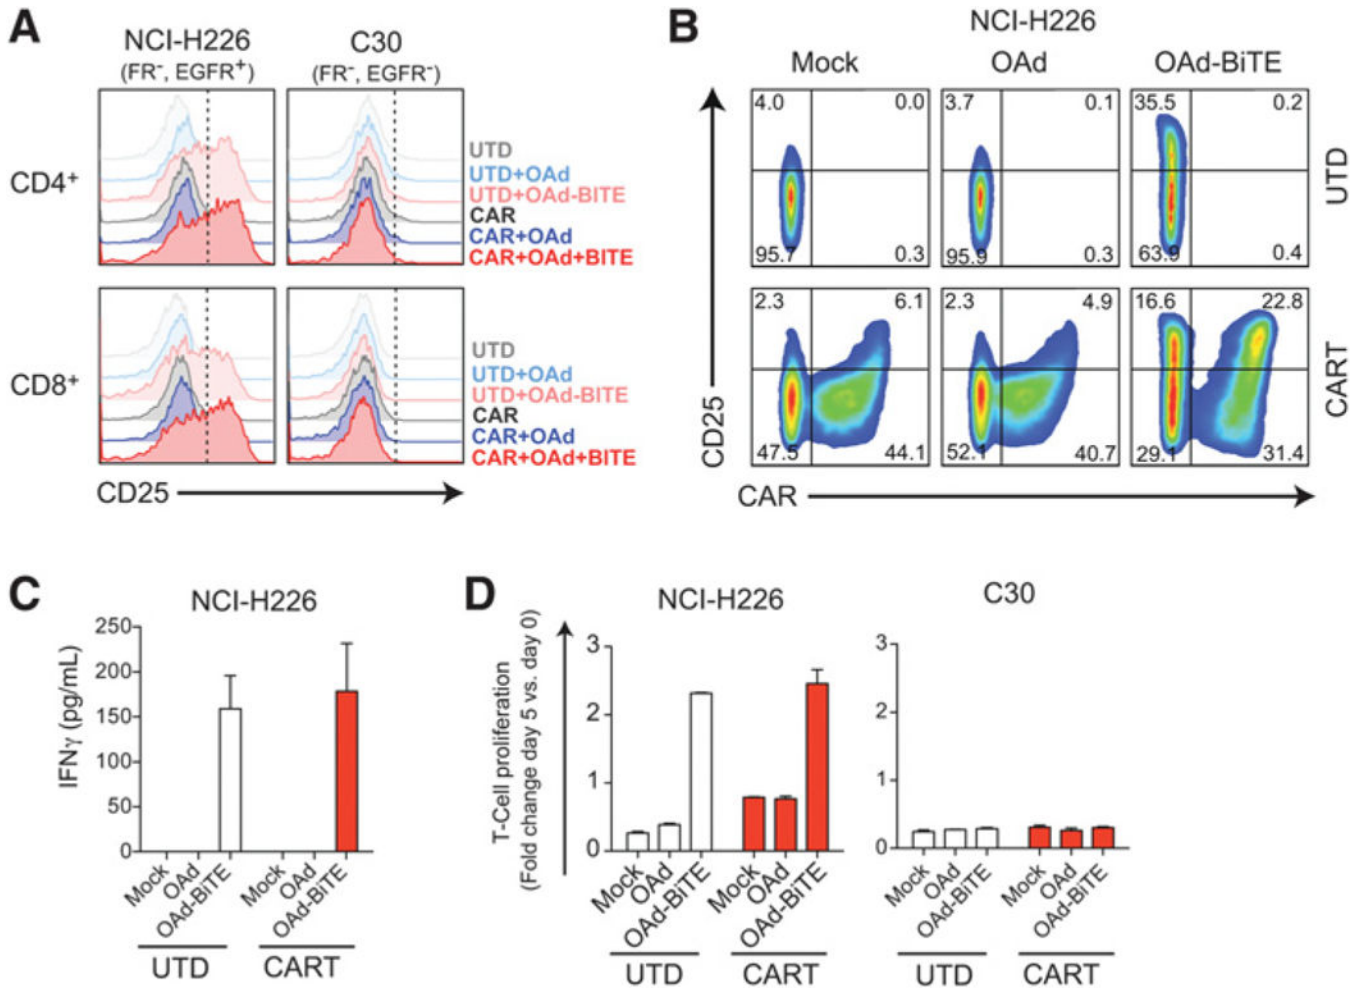 A
NCI-H226
(FR⁻, EGFR⁺)
C30
(FR⁻, EGFR⁻)
CD4⁺
UTD
UTD+OAd
UTD+OAd-BITE
CAR
CAR+OAd
CAR+OAd+BITE
CD8⁺
UTD
UTD+OAd
UTD+OAd-BITE
CAR
CAR+OAd
CAR+OAd+BITE
CD25
B
NCI-H226
Mock
OAd
OAd-BiTE
4.0
0.0
3.7
0.1
35.5
0.2
95.7
0.3
95.9
0.3
63.9
0.4
UTD
2.3
6.1
2.3
4.9
16.6
22.8
47.5
44.1
52.1
40.7
29.1
31.4
CART
CD25
CAR
C
NCI-H226
IFNγ (pg/mL)
250
200
150
100
50
0
Mock
OAd
OAd-BiTE
Mock
OAd
OAd-BiTE
UTD
CART
D
NCI-H226
T-Cell proliferation
(Fold change day 5 vs. day 0)
3
2
1
0
Mock
OAd
OAd-BiTE
Mock
OAd
OAd-BiTE
UTD
CART
C30
3
2
1
0
Mock
OAd
OAd-BiTE
Mock
OAd
OAd-BiTE
UTD
CART